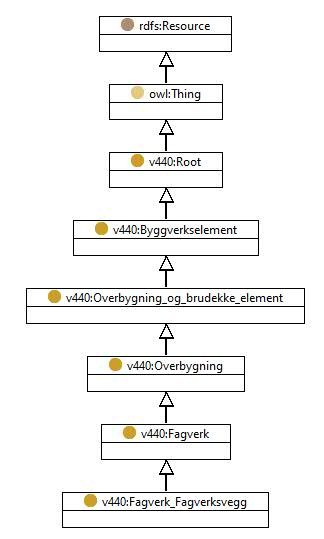 rdfs:Resource
owl:Thing
v440:Root
v440:Byggverkselement
v440:Overbygning_og_brudekke_element
v440:Overbygning
v440:Fagverk
v440:Fagverk_Fagverksvegg